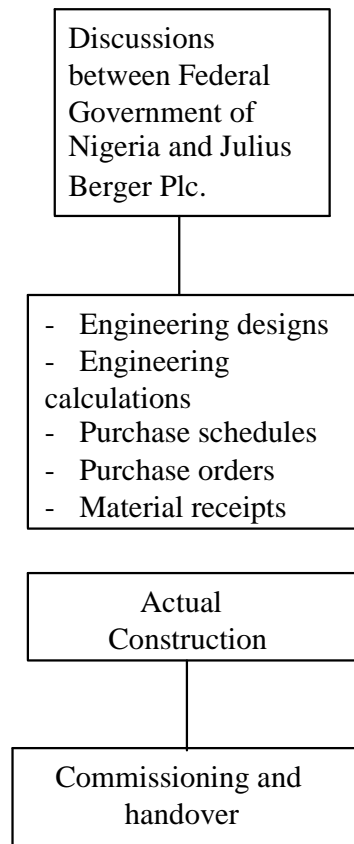 Discussions
between Federal
Government of
Nigeria and Julius
Berger Plc.
- Engineering designs
- Engineering
calculations
- Purchase schedules
- Purchase orders
- Material receipts
Actual
Construction
Commissioning and
handover